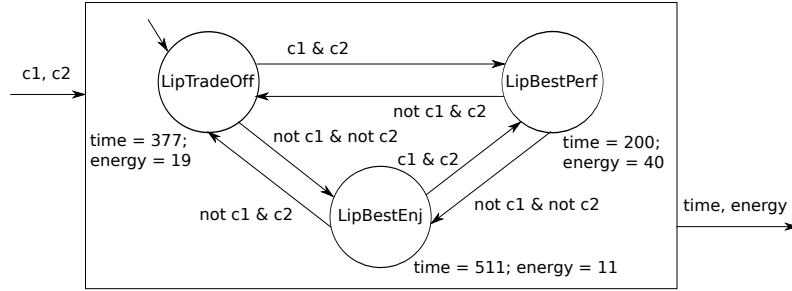 c1 & c2
c1, c2
LipTradeOff
LipBestPerf
not c1 & c2
time = 377;
energy = 19
not c1 & not c2
time = 200;
energy = 40
c1 & c2
not c1 & c2
LipBestEnj
not c1 & not c2
time, energy
time = 511; energy = 11